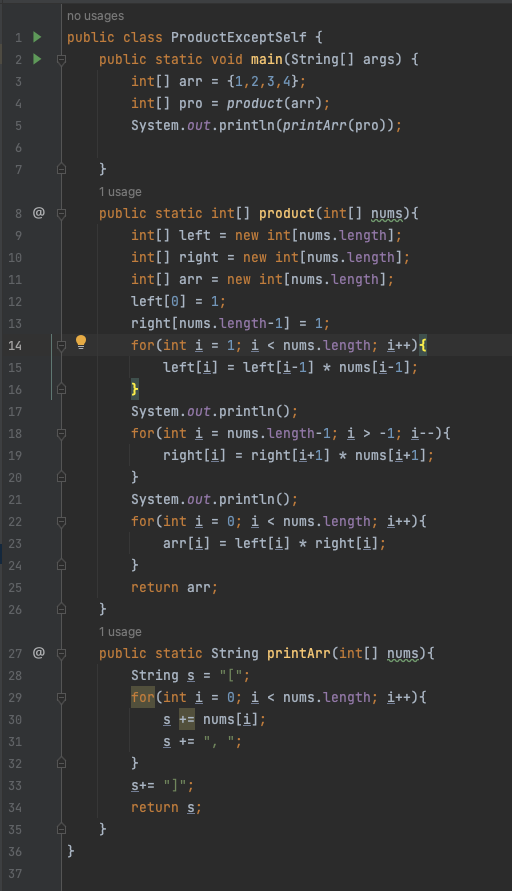 no usages
1 public class ProductExceptSelf {
2     public static void main(String[] args) {
3         int[] arr = {1,2,3,4};
4         int[] pro = product(arr);
5         System.out.println(printArr(pro));
6
7     }
1 usage
8 @     public static int[] product(int[] nums){
9         int[] left = new int[nums.length];
10         int[] right = new int[nums.length];
11         int[] arr = new int[nums.length];
12         left[0] = 1;
13         right[nums.length-1] = 1;
14         for(int i = 1; i < nums.length; i++){
15             left[i] = left[i-1] * nums[i-1];
16         }
17         System.out.println();
18         for(int i = nums.length-1; i > -1; i--){
19             right[i] = right[i+1] * nums[i+1];
20         }
21         System.out.println();
22         for(int i = 0; i < nums.length; i++){
23             arr[i] = left[i] * right[i];
24         }
25         return arr;
26     }
1 usage
27 @     public static String printArr(int[] nums){
28         String s = "[";
29         for(int i = 0; i < nums.length; i++){
30             s += nums[i];
31             s += ", ";
32         }
33         s+= "]";
34         return s;
35     }
36 }
37